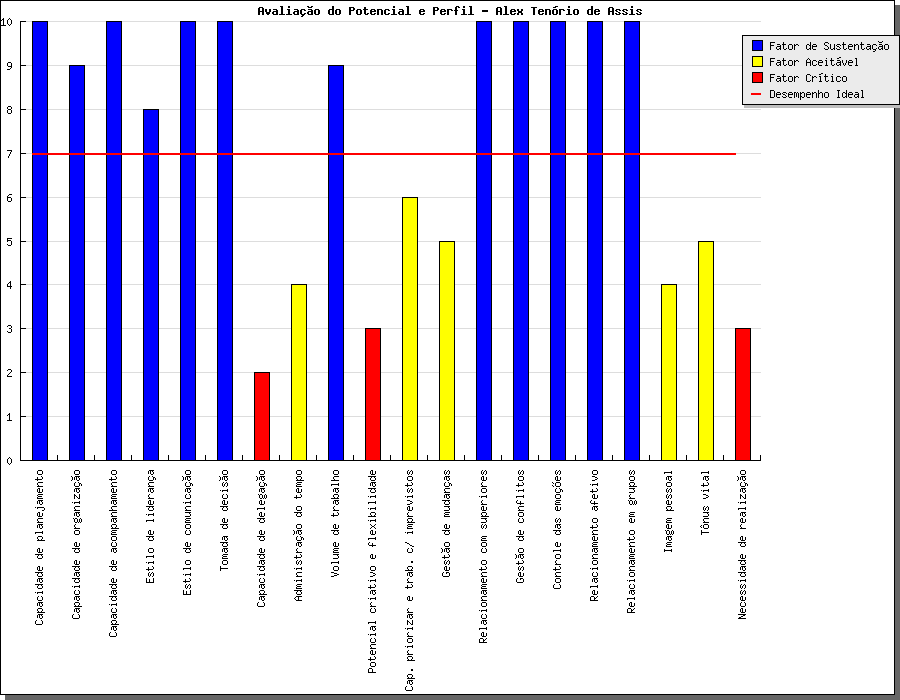 Avaliação do Potencial e Perfil - Alex Tenório de Assis
10
9
8
7
6
5
4
3
2
1
0
Fator de Sustentação
Fator Aceitável
Fator Crítico
Desempenho Ideal
Capacidade de planejamento
Capacidade de organização
Capacidade de acompanhamento
Estilo de liderança
Estilo de comunicação
Tomada de decisão
Capacidade de delegação
Administração do tempo
Volume de trabalho
Potencial criativo e flexibilidade
Cap. priorizar e trab. c/ imprevistos
Gestão de mudanças
Relacionamento com superiores
Gestão de conflitos
Controle das emoções
Relacionamento afetivo
Relacionamento em grupos
Imagem pessoal
Tônus vital
Necessidade de realização